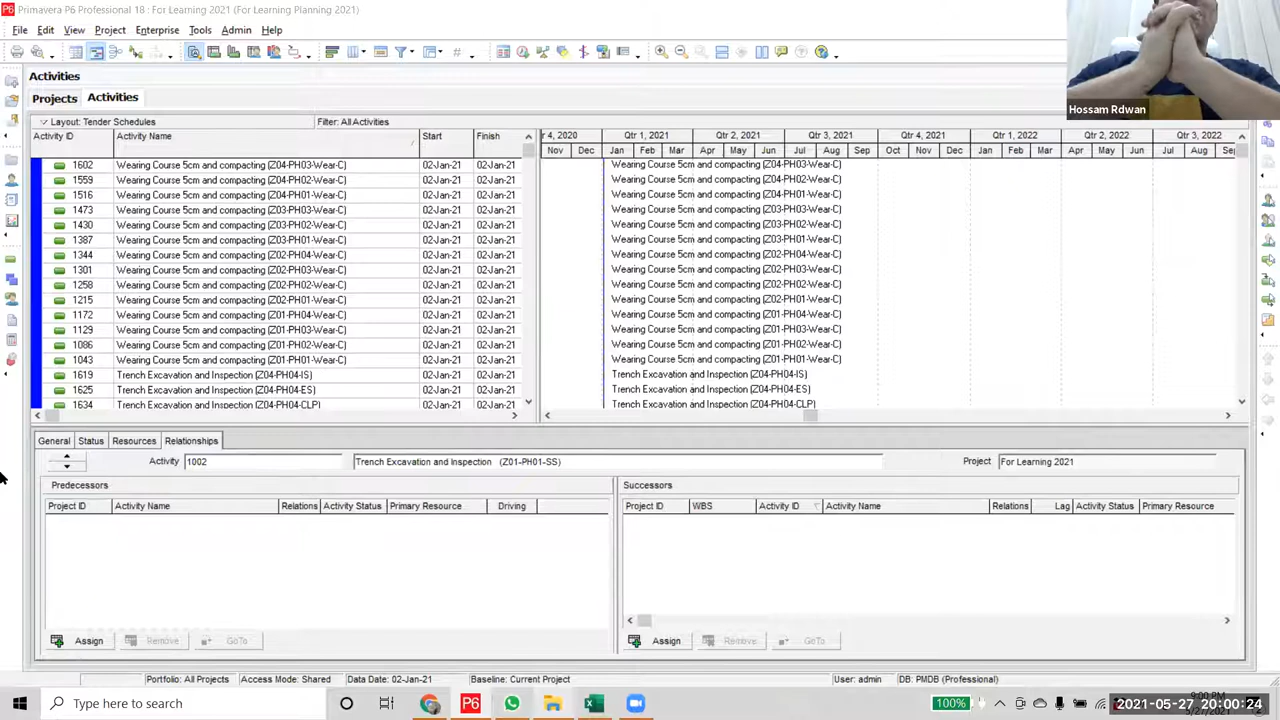 Primavera P6 Professional 18 : For Learning 2021 (For Learning Planning 2021)
File Edit View Project Enterprise Tools Admin Help
Hossam Rdwan
Activities
Projects Activities
Layout: Tender Schedules Filter: All Activities
Activity ID Activity Name Start Finish
r 4, 2020 Qtr 1, 2021 Qtr 2, 2021 Qtr 3, 2021 Qtr 4, 2021 Qtr 1, 2022 Qtr 2, 2022 Qtr 3, 2022
Nov Dec Jan Feb Mar Apr May Jun Jul Aug Sep Oct Nov Dec Jan Feb Mar Apr May Jun Jul Aug
1602 Wearing Course 5cm and compacting (Z04-PH03-Wear-C) 02-Jan-21 02-Jan-21 Wearing Course 5cm and compacting (Z04-PH03-Wear-C)
1559 Wearing Course 5cm and compacting (Z04-PH02-Wear-C) 02-Jan-21 02-Jan-21 Wearing Course 5cm and compacting (Z04-PH02-Wear-C)
1516 Wearing Course 5cm and compacting (Z04-PH01-Wear-C) 02-Jan-21 02-Jan-21 Wearing Course 5cm and compacting (Z04-PH01-Wear-C)
1473 Wearing Course 5cm and compacting (Z03-PH03-Wear-C) 02-Jan-21 02-Jan-21 Wearing Course 5cm and compacting (Z03-PH03-Wear-C)
1430 Wearing Course 5cm and compacting (Z03-PH02-Wear-C) 02-Jan-21 02-Jan-21 Wearing Course 5cm and compacting (Z03-PH02-Wear-C)
1387 Wearing Course 5cm and compacting (Z03-PH01-Wear-C) 02-Jan-21 02-Jan-21 Wearing Course 5cm and compacting (Z03-PH01-Wear-C)
1344 Wearing Course 5cm and compacting (Z02-PH04-Wear-C) 02-Jan-21 02-Jan-21 Wearing Course 5cm and compacting (Z02-PH04-Wear-C)
1301 Wearing Course 5cm and compacting (Z02-PH03-Wear-C) 02-Jan-21 02-Jan-21 Wearing Course 5cm and compacting (Z02-PH03-Wear-C)
1258 Wearing Course 5cm and compacting (Z02-PH02-Wear-C) 02-Jan-21 02-Jan-21 Wearing Course 5cm and compacting (Z02-PH02-Wear-C)
1215 Wearing Course 5cm and compacting (Z02-PH01-Wear-C) 02-Jan-21 02-Jan-21 Wearing Course 5cm and compacting (Z02-PH01-Wear-C)
1172 Wearing Course 5cm and compacting (Z01-PH04-Wear-C) 02-Jan-21 02-Jan-21 Wearing Course 5cm and compacting (Z01-PH04-Wear-C)
1129 Wearing Course 5cm and compacting (Z01-PH03-Wear-C) 02-Jan-21 02-Jan-21 Wearing Course 5cm and compacting (Z01-PH03-Wear-C)
1086 Wearing Course 5cm and compacting (Z01-PH02-Wear-C) 02-Jan-21 02-Jan-21 Wearing Course 5cm and compacting (Z01-PH02-Wear-C)
1043 Wearing Course 5cm and compacting (Z01-PH01-Wear-C) 02-Jan-21 02-Jan-21 Wearing Course 5cm and compacting (Z01-PH01-Wear-C)
1619 Trench Excavation and Inspection (Z04-PH04-IS) 02-Jan-21 02-Jan-21 Trench Excavation and Inspection (Z04-PH04-IS)
1625 Trench Excavation and Inspection (Z04-PH04-ES) 02-Jan-21 02-Jan-21 Trench Excavation and Inspection (Z04-PH04-ES)
1634 Trench Excavation and Inspection (Z04-PH04-CLP) 02-Jan-21 02-Jan-21 Trench Excavation and Inspection (Z04-PH04-CLP)
General Status Resources Relationships
Activity 1002 Trench Excavation and Inspection (Z01-PH01-SS) Project For Learning 2021
Predecessors Successors
Project ID Activity Name Relations Activity Status Primary Resource Driving Project ID WBS Activity ID Activity Name Relations Lag Activity Status Primary Resource
Assign Remove GoTo Assign Remove GoTo
Portfolio: All Projects Access Mode: Shared Data Date: 02-Jan-21 Baseline: Current Project User: admin DB: PMDB (Professional)
Type here to search 100% 2021-05-27 20:00:24